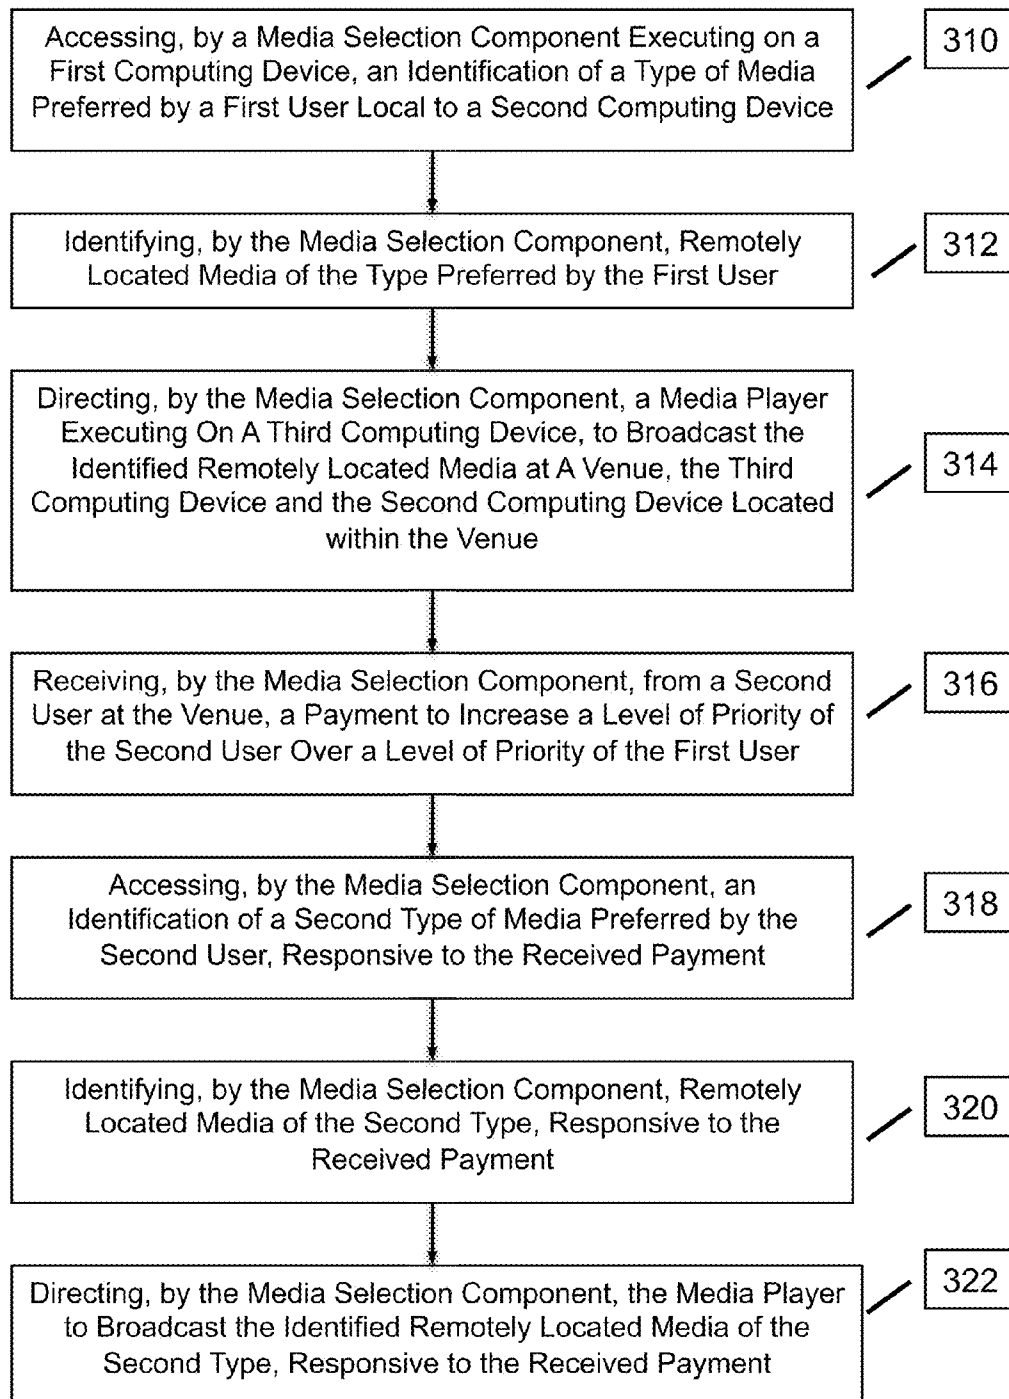 Accessing, by a Media Selection Component Executing on a
First Computing Device, an Identification of a Type of Media
Preferred by a First User Local to a Second Computing Device
310
Identifying, by the Media Selection Component, Remotely
Located Media of the Type Preferred by the First User
312
Directing, by the Media Selection Component, a Media Player
Executing On A Third Computing Device, to Broadcast the
Identified Remotely Located Media at A Venue, the Third
Computing Device and the Second Computing Device Located
within the Venue
314
Receiving, by the Media Selection Component, from a Second
User at the Venue, a Payment to Increase a Level of Priority of
the Second User Over a Level of Priority of the First User
316
Accessing, by the Media Selection Component, an
Identification of a Second Type of Media Preferred by the
Second User, Responsive to the Received Payment
318
Identifying, by the Media Selection Component, Remotely
Located Media of the Second Type, Responsive to the
Received Payment
320
Directing, by the Media Selection Component, the Media Player
to Broadcast the Identified Remotely Located Media of the
Second Type, Responsive to the Received Payment
322